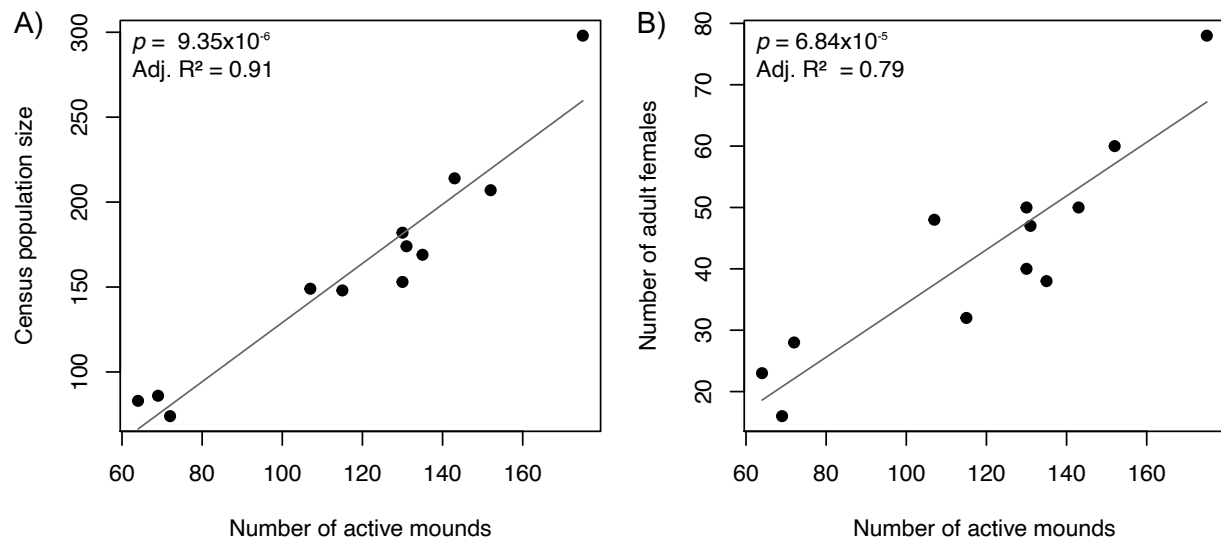 A)
p = 9.35x10⁻⁶
Adj. R² = 0.91
Census population size
300
250
200
150
100
60 80 100 120 140 160
Number of active mounds
B)
p = 6.84x10⁻⁵
Adj. R² = 0.79
Number of adult females
80
70
60
50
40
30
20
60 80 100 120 140 160
Number of active mounds